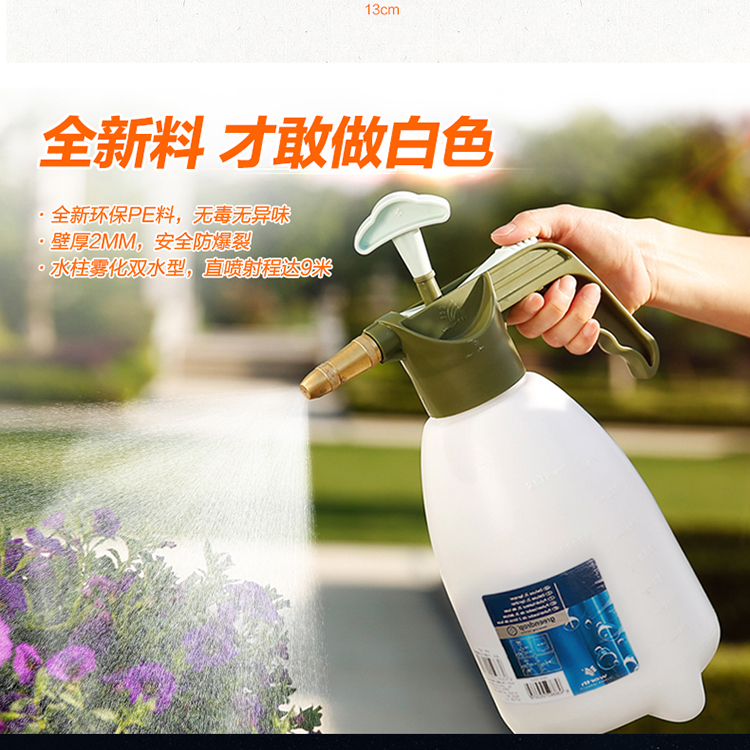 13cm
全新料 才敢做白色
· 全新环保PE料，无毒无异味
· 壁厚2MM，安全防爆裂
· 水柱雾化双水型，直喷射程达9米
greendrop